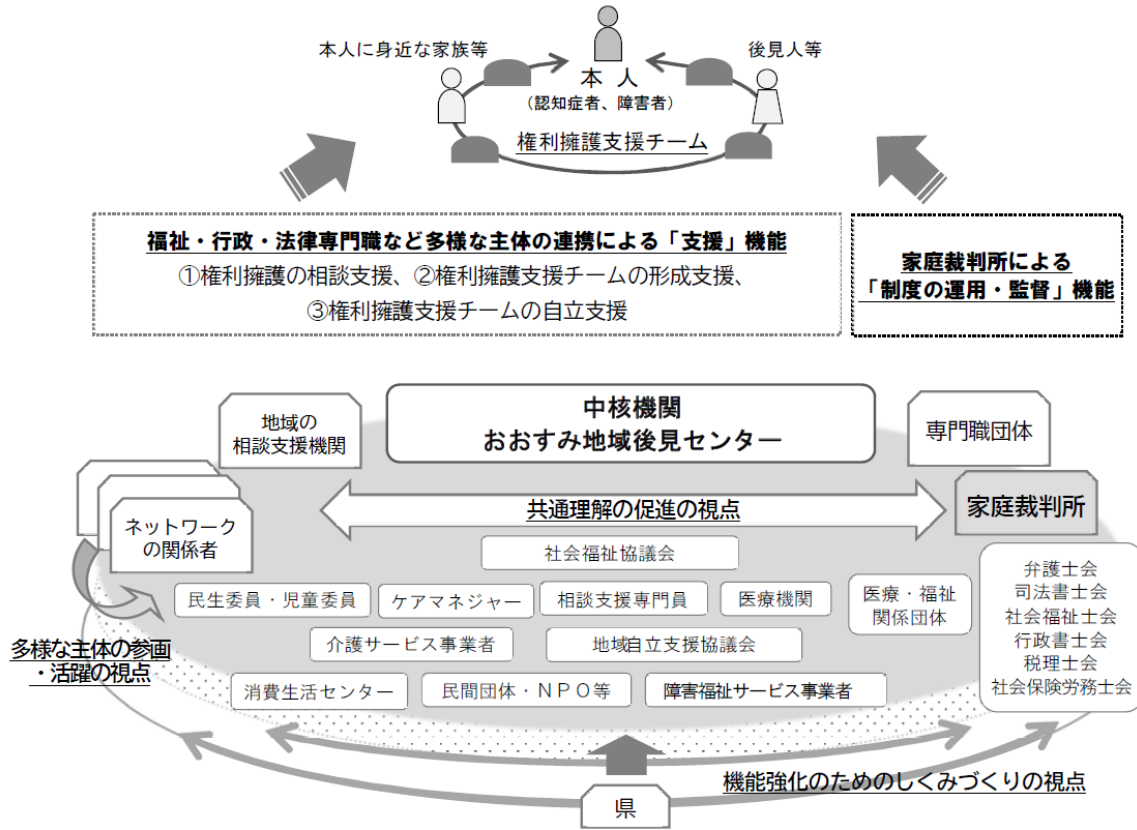 本人に身近な家族等
後見人等
本 人
(認知症者、障害者)
権利擁護支援チーム
福祉・行政・法律専門職など多様な主体の連携による「支援」機能
①権利擁護の相談支援、②権利擁護支援チームの形成支援、
③権利擁護支援チームの自立支援
家庭裁判所による
「制度の運用・監督」機能
地域の
相談支援機関
中核機関
おおすみ地域後見センター
専門職団体
ネットワーク
の関係者
共通理解の促進の視点
家庭裁判所
社会福祉協議会
民生委員・児童委員
ケアマネジャー
相談支援専門員
医療機関
医療・福祉
関係団体
弁護士会
司法書士会
社会福祉士会
行政書士会
税理士会
社会保険労務士会
多様な主体の参画
・活躍の視点
介護サービス事業者
地域自立支援協議会
消費生活センター
民間団体・ＮＰＯ等
障害福祉サービス事業者
機能強化のためのしくみづくりの視点
県